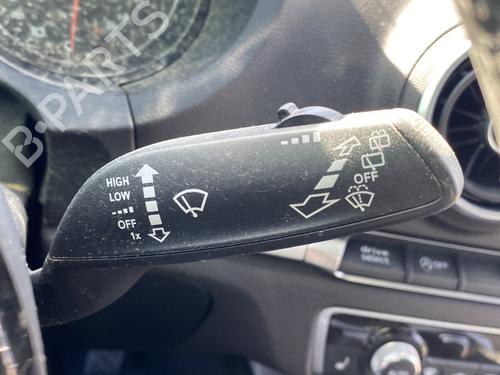 HIGH
LOW
OFF
1x
OFF
drive
select
OFF
B-PARTS